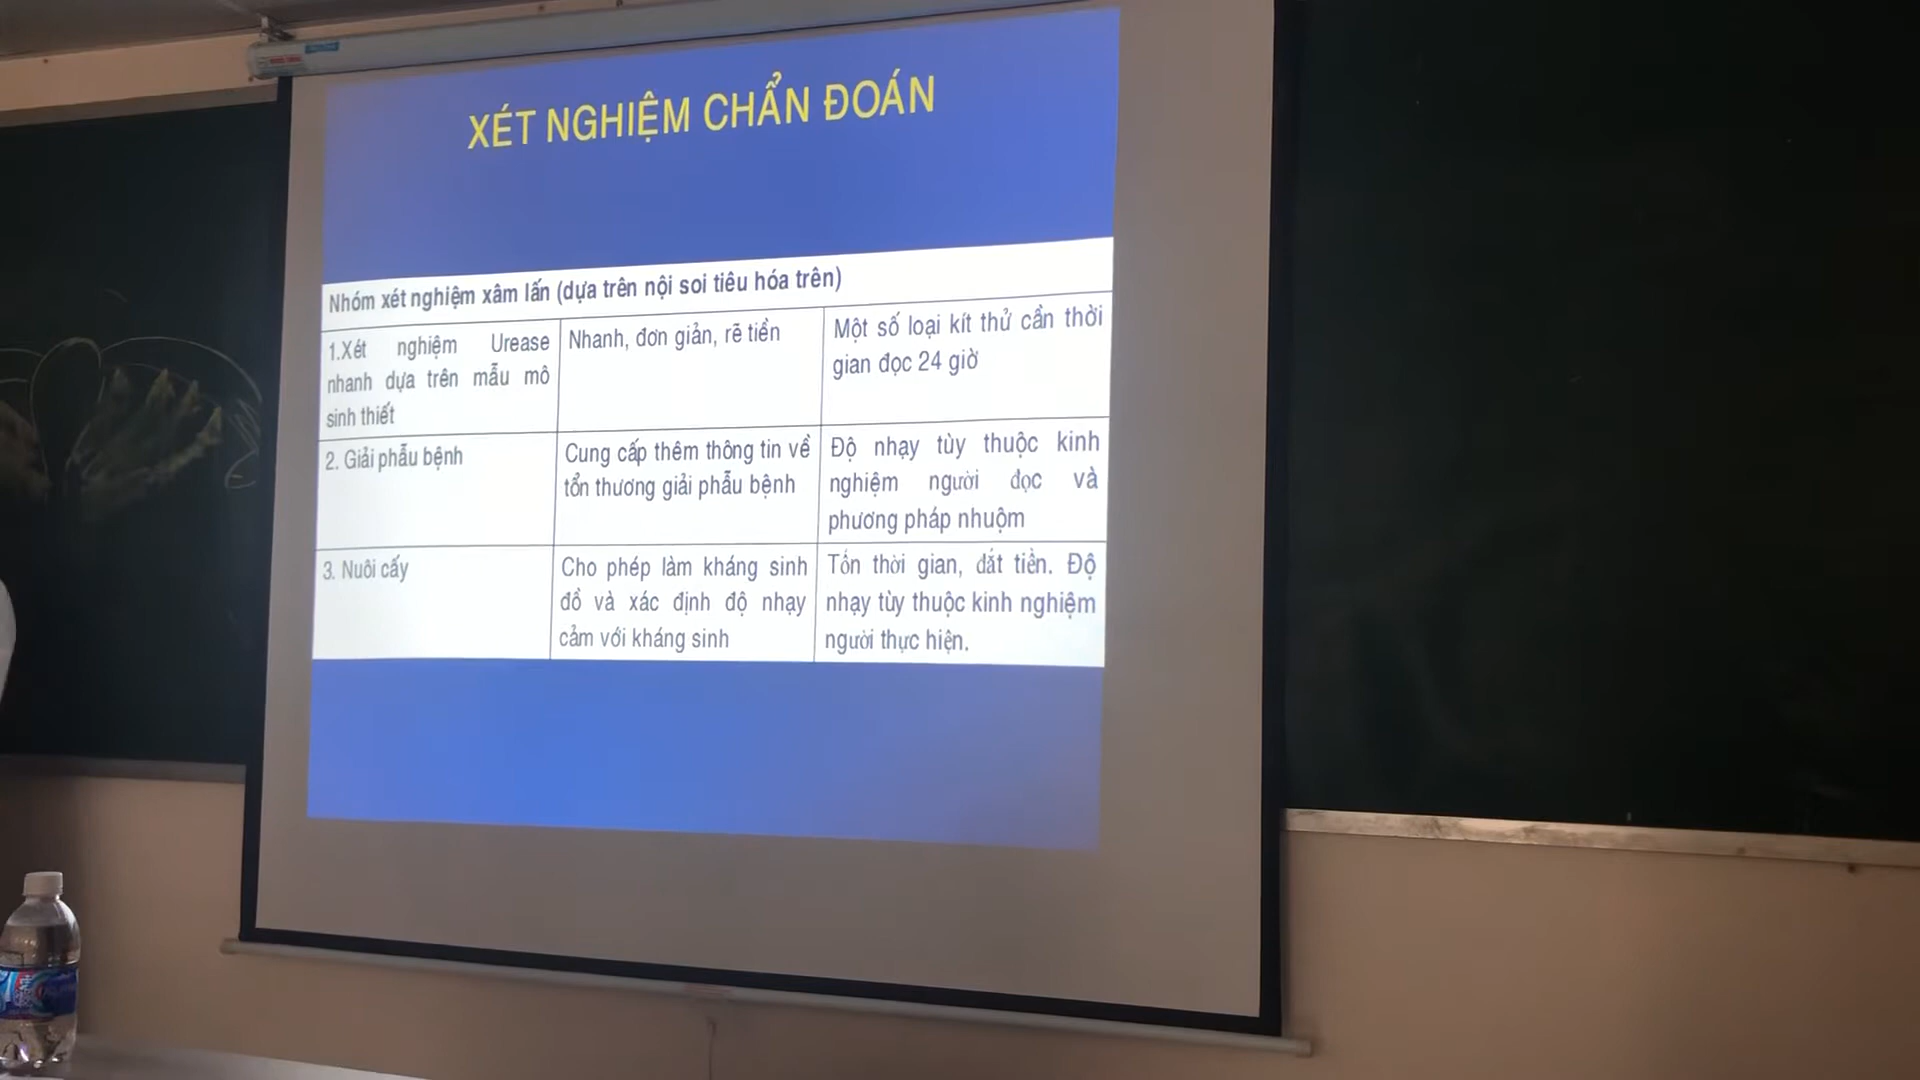 XÉT NGHIỆM CHẨN ĐOÁN
Nhóm xét nghiệm xâm lấn (dựa trên nội soi tiêu hóa trên)
1.Xét nghiệm Urease
nhanh dựa trên mẫu mô
sinh thiết
Nhanh, đơn giản, rẽ tiền
Một số loại kít thử cần thời
gian đọc 24 giờ
2. Giải phẫu bệnh
Cung cấp thêm thông tin về
tổn thương giải phẫu bệnh
Độ nhạy tùy thuộc kinh
nghiệm người đọc và
phương pháp nhuộm
3. Nuôi cấy
Cho phép làm kháng sinh
đồ và xác định độ nhạy
cảm với kháng sinh
Tốn thời gian, đắt tiền. Độ
nhạy tùy thuộc kinh nghiệm
người thực hiện.